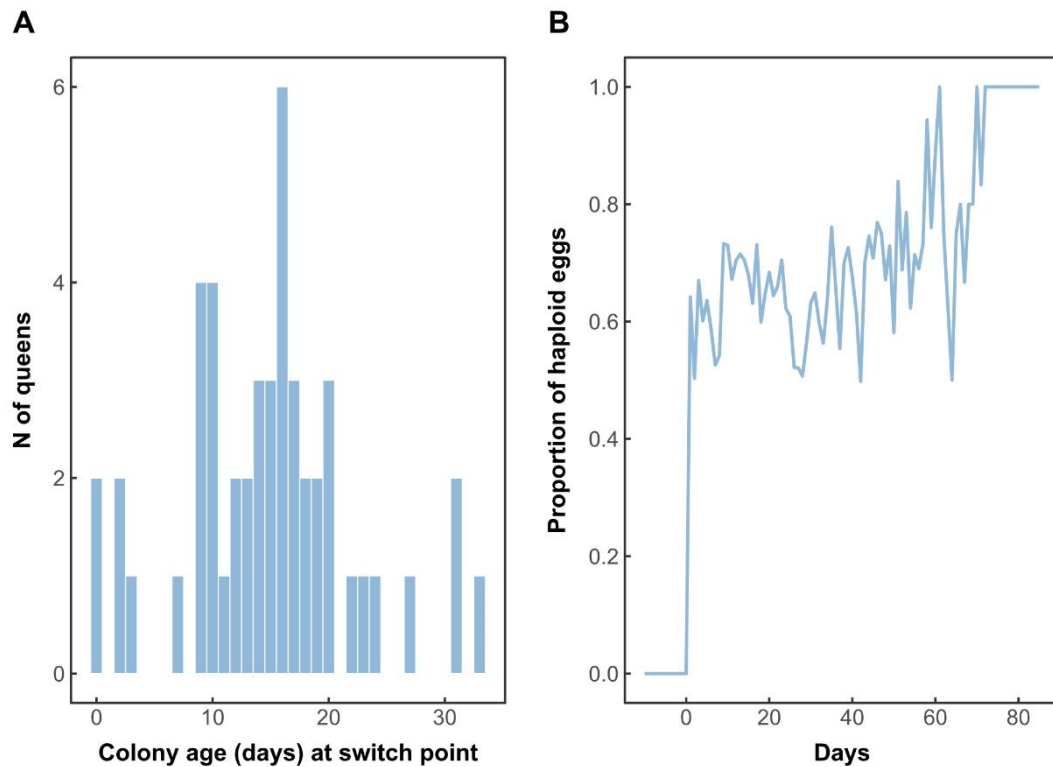 A
N of queens
6
4
2
0
0 10 20 30
Colony age (days) at switch point
B
Proportion of haploid eggs
1.0
0.8
0.6
0.4
0.2
0.0
0 20 40 60 80
Days